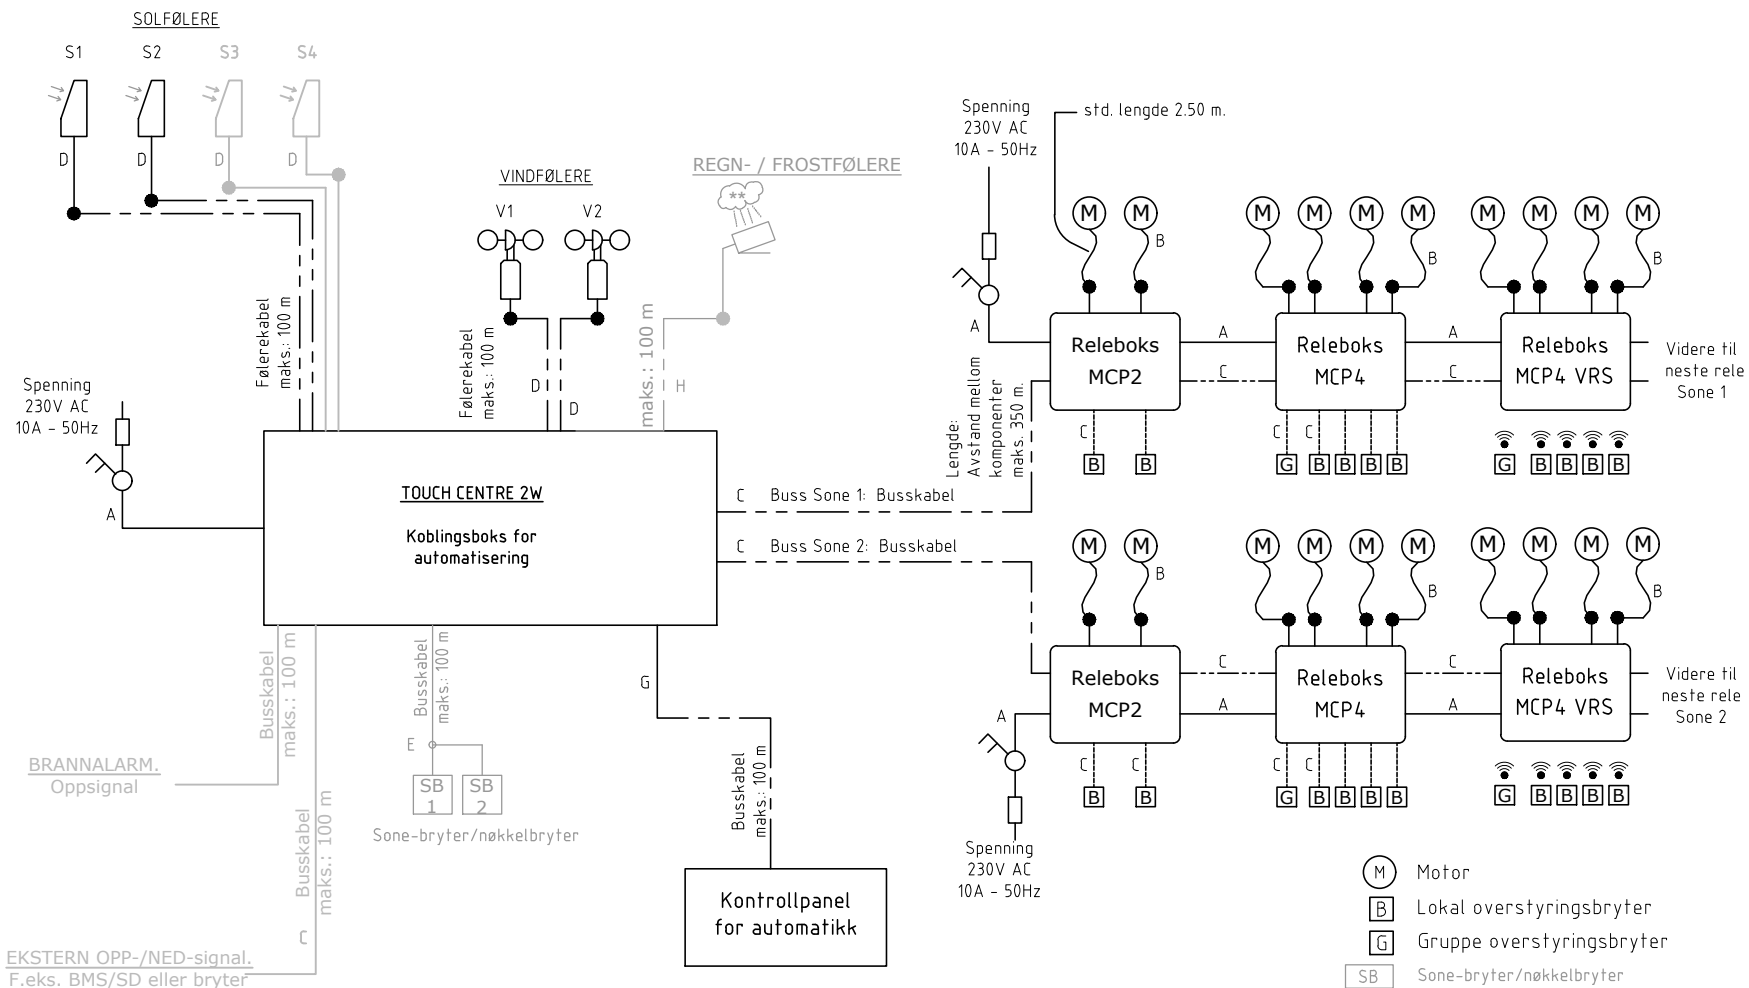 SOLFØLERE
S1
S2
S3
S4
D
D
D
D
Følerekabel
maks.: 100 m
VINDFØLERE
V1
V2
Følerekabel
maks.: 100 m
D
D
REGN- / FROSTFØLERE
**
maks.: 100 m
H
Spenning
230V AC
10A - 50Hz
A
TOUCH CENTRE 2W
Koblingsboks for
automatisering
C Buss Sone 1: Busskabel
C Buss Sone 2: Busskabel
Lengde:
Avstand mellom
komponenter
maks. 350 m.
Spenning
230V AC
10A - 50Hz
A
std. lengde 2.50 m.
M
M
B
M
M
M
M
B
M
M
M
M
B
Releboks
MCP2
A
C
Releboks
MCP4
A
C
Releboks
MCP4 VRS
Videre til
neste rele
Sone 1
C
C
C
B
B
G
B
B
B
B
G
B
B
B
B
M
M
B
M
M
M
M
B
M
M
M
M
B
Releboks
MCP2
C
A
Releboks
MCP4
C
A
Releboks
MCP4 VRS
Videre til
neste rele
Sone 2
C
C
C
C
B
B
G
B
B
B
B
G
B
B
B
B
A
Spenning
230V AC
10A - 50Hz
Busskabel
maks.: 100 m
BRANNALARM.
Oppsignal
Busskabel
maks.: 100 m
C
EKSTERN OPP-/NED-signal.
F.eks. BMS/SD eller bryter
Busskabel
maks.: 100 m
E
SB
1
SB
2
Sone-bryter/nøkkelbryter
G
Busskabel
maks.: 100 m
Kontrollpanel
for automatikk
M Motor
B Lokal overstyringsbryter
G Gruppe overstyringsbryter
SB Sone-bryter/nøkkelbryter